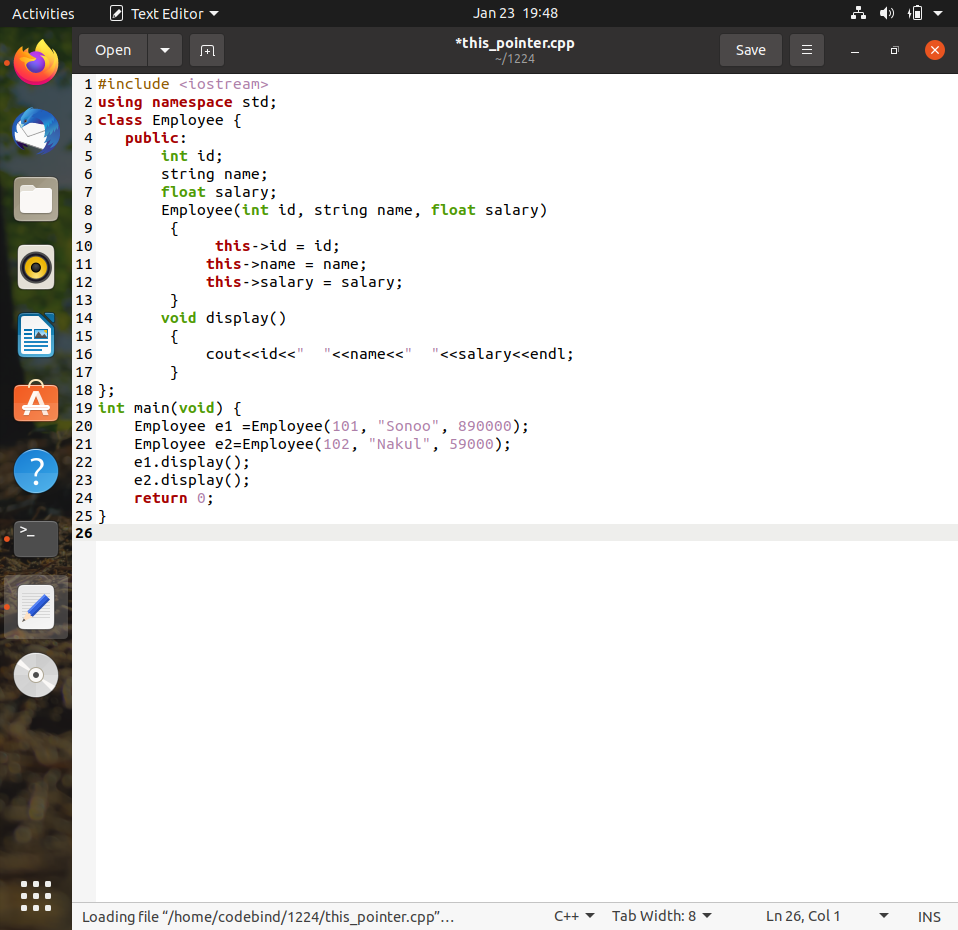 Activities Text Editor Jan 23 19:48
Open *this_pointer.cpp Save
~/1224
1 #include <iostream>
2 using namespace std;
3 class Employee {
4    public:
5        int id;
6        string name;
7        float salary;
8        Employee(int id, string name, float salary)
9         {
10             this->id = id;
11            this->name = name;
12            this->salary = salary;
13        }
14       void display()
15        {
16            cout<<id<<"  "<<name<<"  "<<salary<<endl;
17        }
18 };
19 int main(void) {
20     Employee e1 =Employee(101, "Sonoo", 890000);
21     Employee e2=Employee(102, "Nakul", 59000);
22     e1.display();
23     e2.display();
24     return 0;
25 }
26
Loading file “/home/codebind/1224/this_pointer.cpp”… C++ Tab Width: 8 Ln 26, Col 1 INS